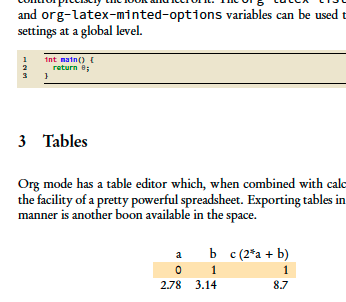 and org-latex-minted-options variables can be used t
settings at a global level.
1 int main() {
2 return 0;
3 }
3 Tables
Org mode has a table editor which, when combined with calc
the facility of a pretty powerful spreadsheet. Exporting tables in
manner is another boon available in the space.
a b c (2*a + b)
0 1 1
2.78 3.14 8.7